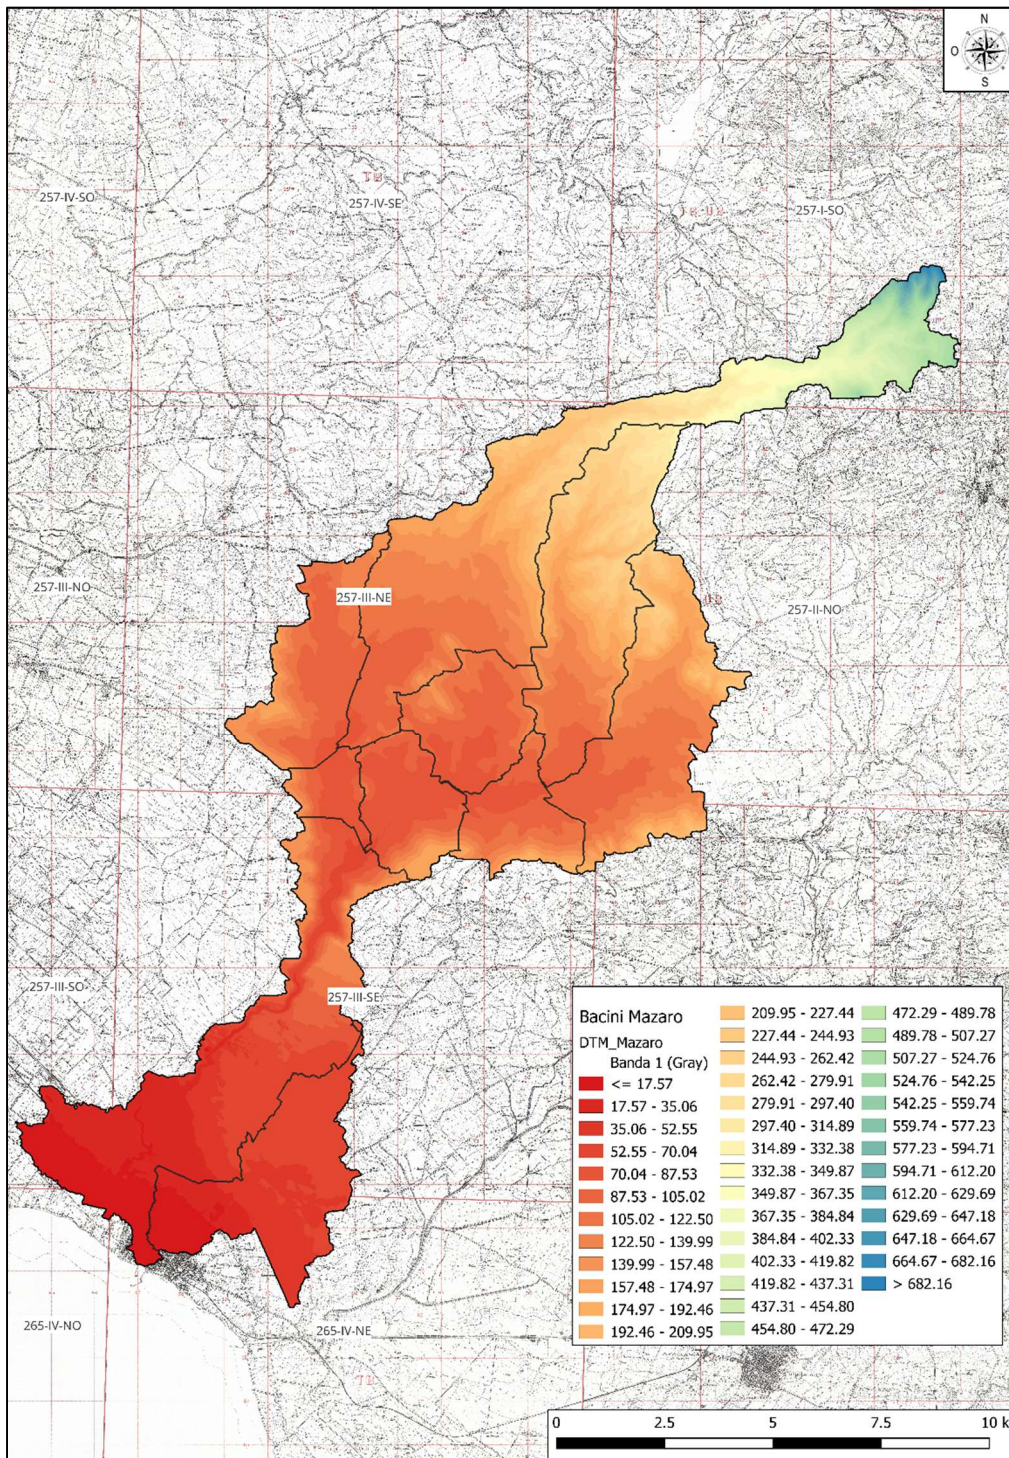 N
O
S
257-IV-SO
257-IV-SE
257-I-SO
257-III-NO
257-III-NE
257-II-NO
257-III-SO
257-III-SE
265-IV-NO
265-IV-NE
Bacini Mazaro
DTM_Mazaro
Banda 1 (Gray)
<= 17.57
17.57 - 35.06
35.06 - 52.55
52.55 - 70.04
70.04 - 87.53
87.53 - 105.02
105.02 - 122.50
122.50 - 139.99
139.99 - 157.48
157.48 - 174.97
174.97 - 192.46
192.46 - 209.95
209.95 - 227.44
227.44 - 244.93
244.93 - 262.42
262.42 - 279.91
279.91 - 297.40
297.40 - 314.89
314.89 - 332.38
332.38 - 349.87
349.87 - 367.35
367.35 - 384.84
384.84 - 402.33
402.33 - 419.82
419.82 - 437.31
437.31 - 454.80
454.80 - 472.29
472.29 - 489.78
489.78 - 507.27
507.27 - 524.76
524.76 - 542.25
542.25 - 559.74
559.74 - 577.23
577.23 - 594.71
594.71 - 612.20
612.20 - 629.69
629.69 - 647.18
647.18 - 664.67
664.67 - 682.16
> 682.16
0 2.5 5 7.5 10 k